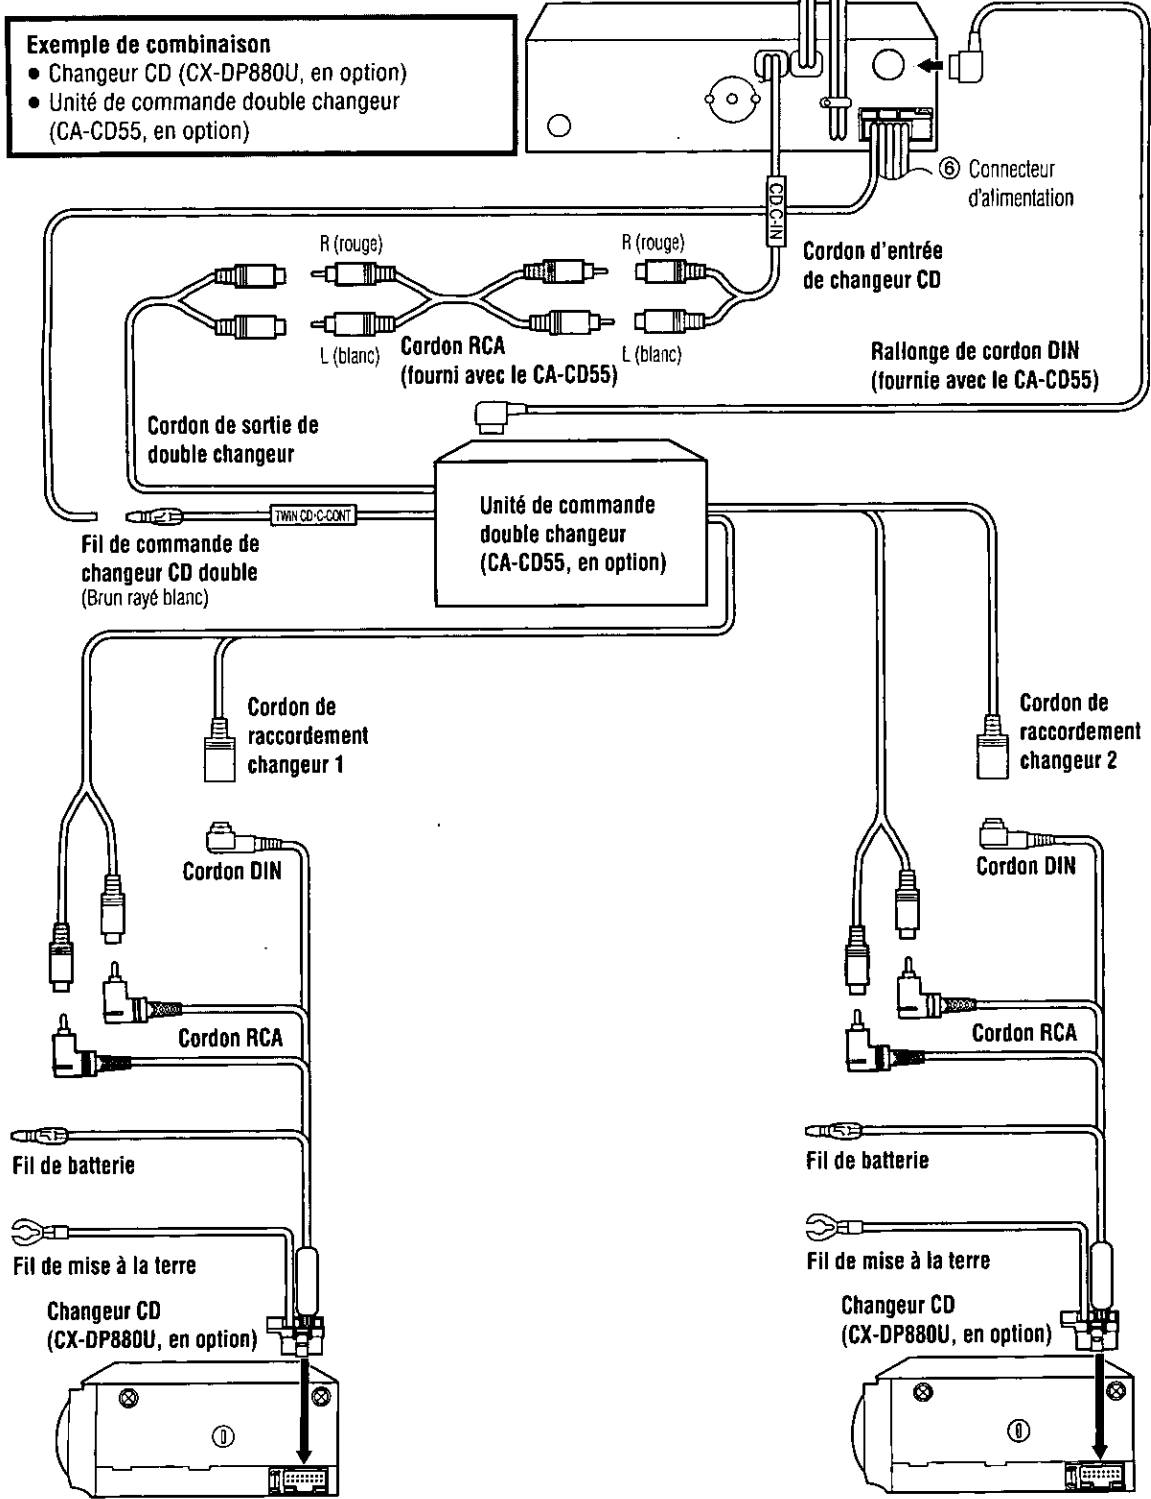 Exemple de combinaison
● Changeur CD (CX-DP880U, en option)
● Unité de commande double changeur
(CA-CD55, en option)
⑥ Connecteur
d'alimentation
CD.C-IN
Cordon d'entrée
de changeur CD
R (rouge)
R (rouge)
L (blanc)
L (blanc)
Cordon RCA
(fourni avec le CA-CD55)
Rallonge de cordon DIN
(fournie avec le CA-CD55)
Cordon de sortie de
double changeur
TWIN CD•C-CONT
Fil de commande de
changeur CD double
(Brun rayé blanc)
Unité de commande
double changeur
(CA-CD55, en option)
Cordon de
raccordement
changeur 1
Cordon de
raccordement
changeur 2
Cordon DIN
Cordon DIN
Cordon RCA
Cordon RCA
Fil de batterie
Fil de batterie
Fil de mise à la terre
Fil de mise à la terre
Changeur CD
(CX-DP880U, en option)
Changeur CD
(CX-DP880U, en option)